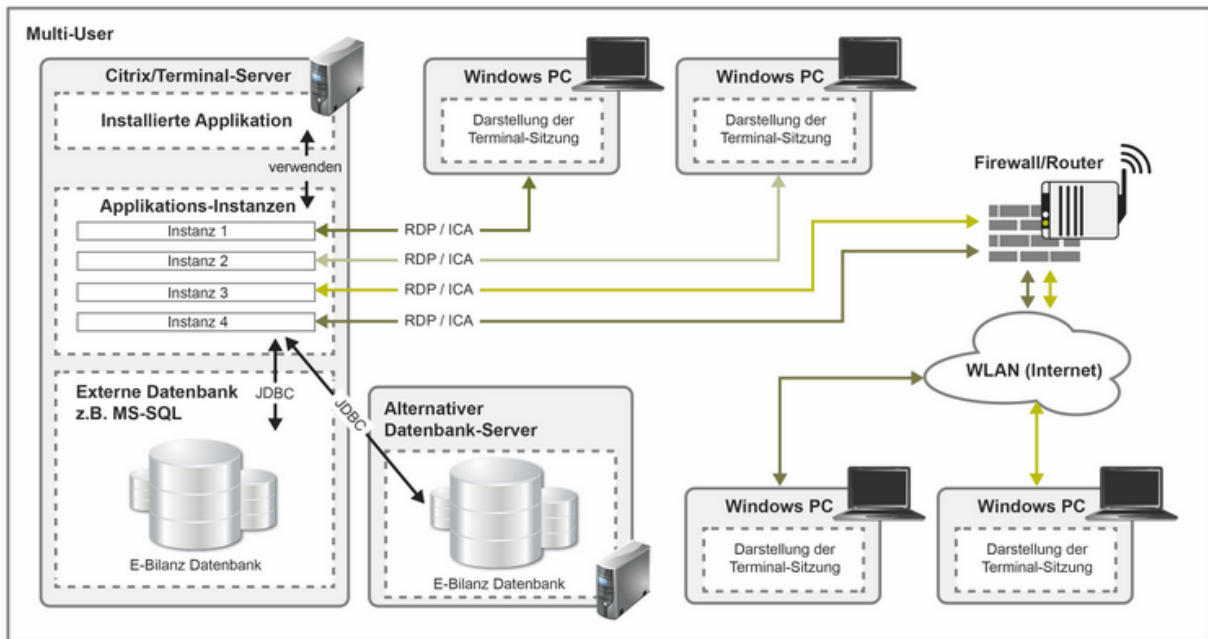 Multi-User
Citrix/Terminal-Server
Installierte Applikation
verwenden
Applikations-Instanzen
Instanz 1
Instanz 2
Instanz 3
Instanz 4
RDP / ICA
RDP / ICA
RDP / ICA
RDP / ICA
Externe Datenbank
z.B. MS-SQL
JDBC
E-Bilanz Datenbank
JDBC
Alternativer
Datenbank-Server
E-Bilanz Datenbank
Windows PC
Darstellung der
Terminal-Sitzung
Windows PC
Darstellung der
Terminal-Sitzung
Firewall/Router
WLAN (Internet)
Windows PC
Darstellung der
Terminal-Sitzung
Windows PC
Darstellung der
Terminal-Sitzung